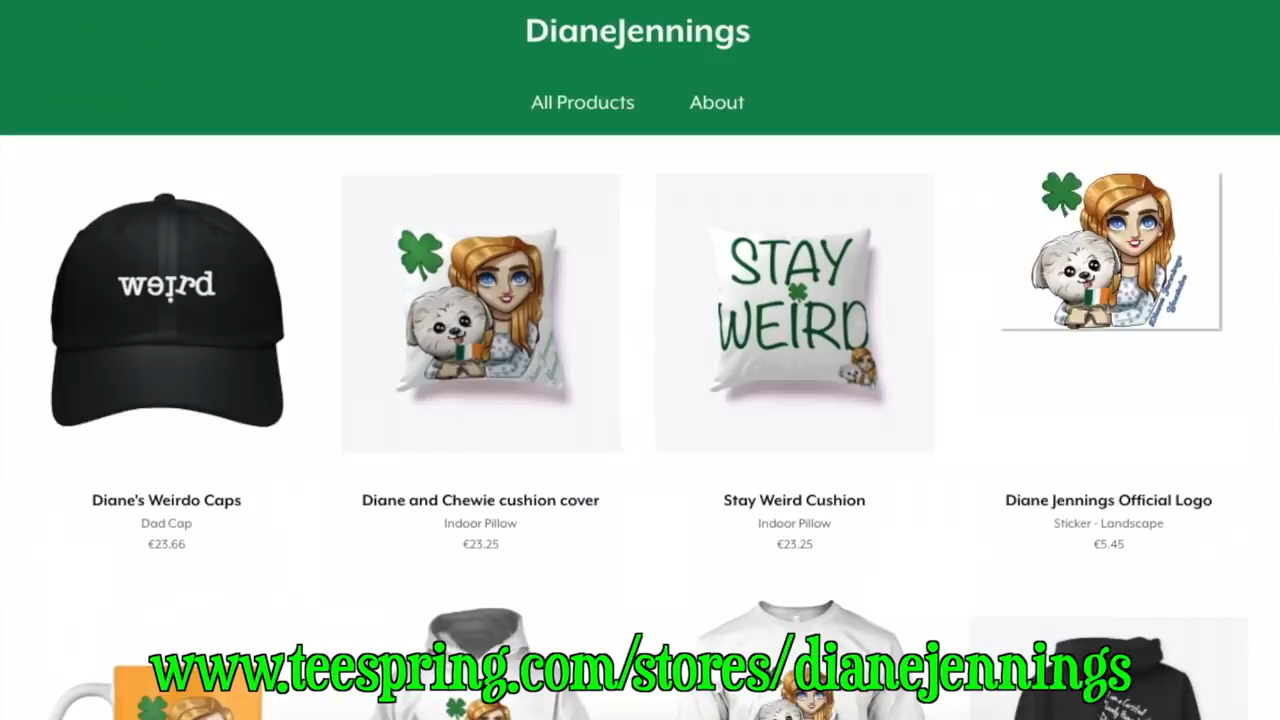 DianeJennings
All Products About
weird
STAY
WEIRD
Diane's Weirdo Caps
Dad Cap
€23.66
Diane and Chewie cushion cover
Indoor Pillow
€23.25
Stay Weird Cushion
Indoor Pillow
€23.25
Diane Jennings Official Logo
Sticker - Landscape
€5.45
www.teespring.com/stores/dianejennings